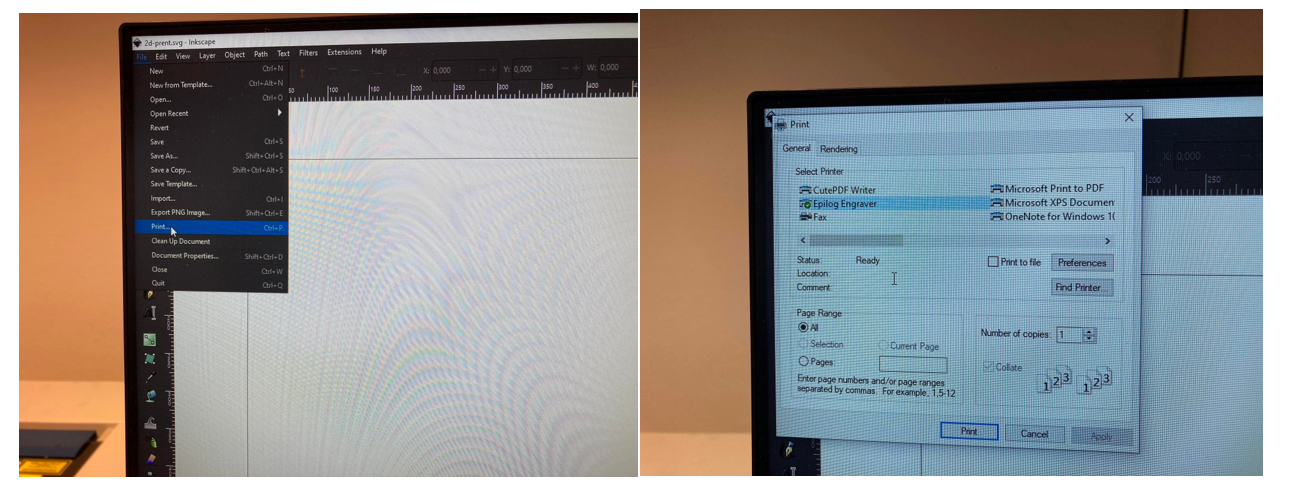 2d-prent.svg - Inkscape
File Edit View Layer Object Path Text Filters Extensions Help
New Ctrl+N
New from Template... Ctrl+Alt+N
Open... Ctrl+O
Open Recent
Revert
Save Ctrl+S
Save As... Shift+Ctrl+S
Save a Copy... Shift+Ctrl+Alt+S
Save Template...
Import... Ctrl+I
Export PNG Image... Shift+Ctrl+E
Print... Ctrl+P
Clean Up Document
Document Properties... Shift+Ctrl+D
Close Ctrl+W
Quit Ctrl+Q
X: 0,000 Y: 0,000 W: 0,000
50 100 150 200 250 300 350 400
Print
General Rendering
Select Printer
CutePDF Writer Microsoft Print to PDF
Epilog Engraver Microsoft XPS Documen
Fax OneNote for Windows 1(
Status: Ready Print to file Preferences
Location:
Comment: Find Printer...
Page Range
All Number of copies: 1
Selection Current Page
Pages: Collate
Enter page numbers and/or page ranges
separated by commas. For example, 1,5-12
1 2 3 1 2 3
Print Cancel Apply
X: 0,000
200 250